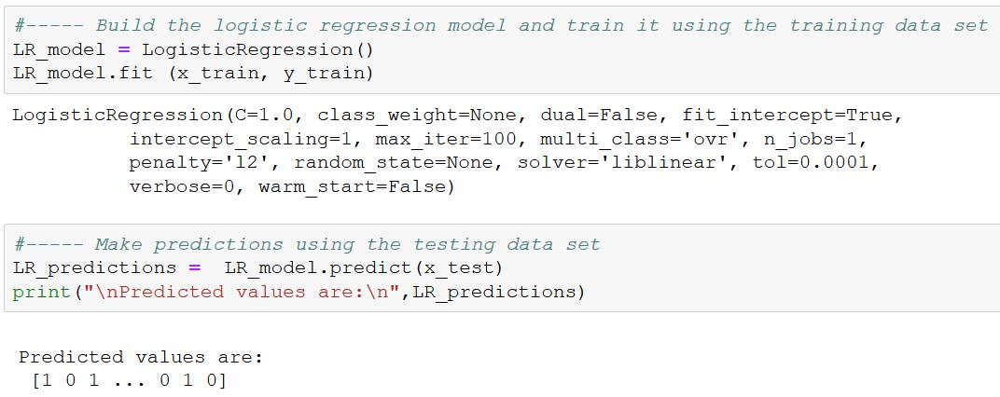 #----- Build the logistic regression model and train it using the training data set
LR_model = LogisticRegression()
LR_model.fit (x_train, y_train)
LogisticRegression(C=1.0, class_weight=None, dual=False, fit_intercept=True,
intercept_scaling=1, max_iter=100, multi_class='ovr', n_jobs=1,
penalty='l2', random_state=None, solver='liblinear', tol=0.0001,
verbose=0, warm_start=False)
#----- Make predictions using the testing data set
LR_predictions =  LR_model.predict(x_test)
print("\nPredicted values are:\n",LR_predictions)
Predicted values are:
[1 0 1 ... 0 1 0]